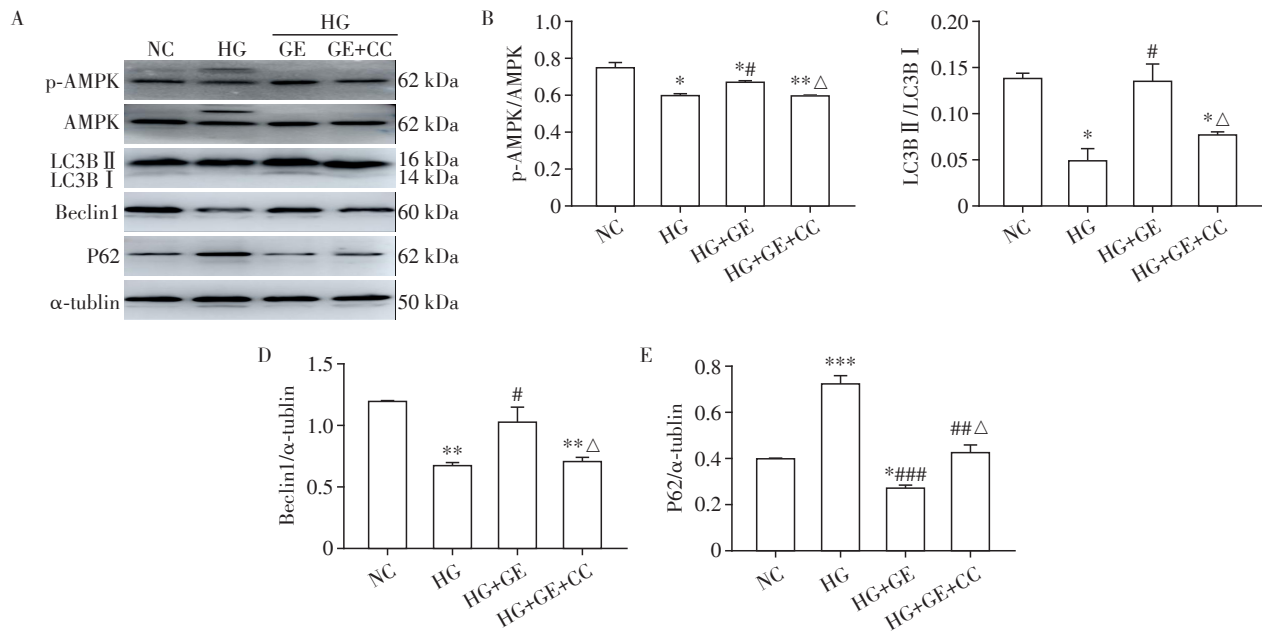 A
HG
NC HG GE GE+CC
p-AMPK 62 kDa
AMPK 62 kDa
LC3B Ⅱ 16 kDa
LC3B Ⅰ 14 kDa
Beclin1 60 kDa
P62 62 kDa
α-tublin 50 kDa
B
p-AMPK/AMPK
1.0
0.8
0.6
0.4
0.2
0
* *# **△
NC HG HG+GE HG+GE+CC
C
LC3B Ⅱ/LC3B Ⅰ
0.20
0.15
0.10
0.05
0
* # *△
NC HG HG+GE HG+GE+CC
D
Beclin1/α-tublin
1.5
1.0
0.5
0
** # **△
NC HG HG+GE HG+GE+CC
E
P62/α-tublin
0.8
0.6
0.4
0.2
0
*** *### ##△
NC HG HG+GE HG+GE+CC